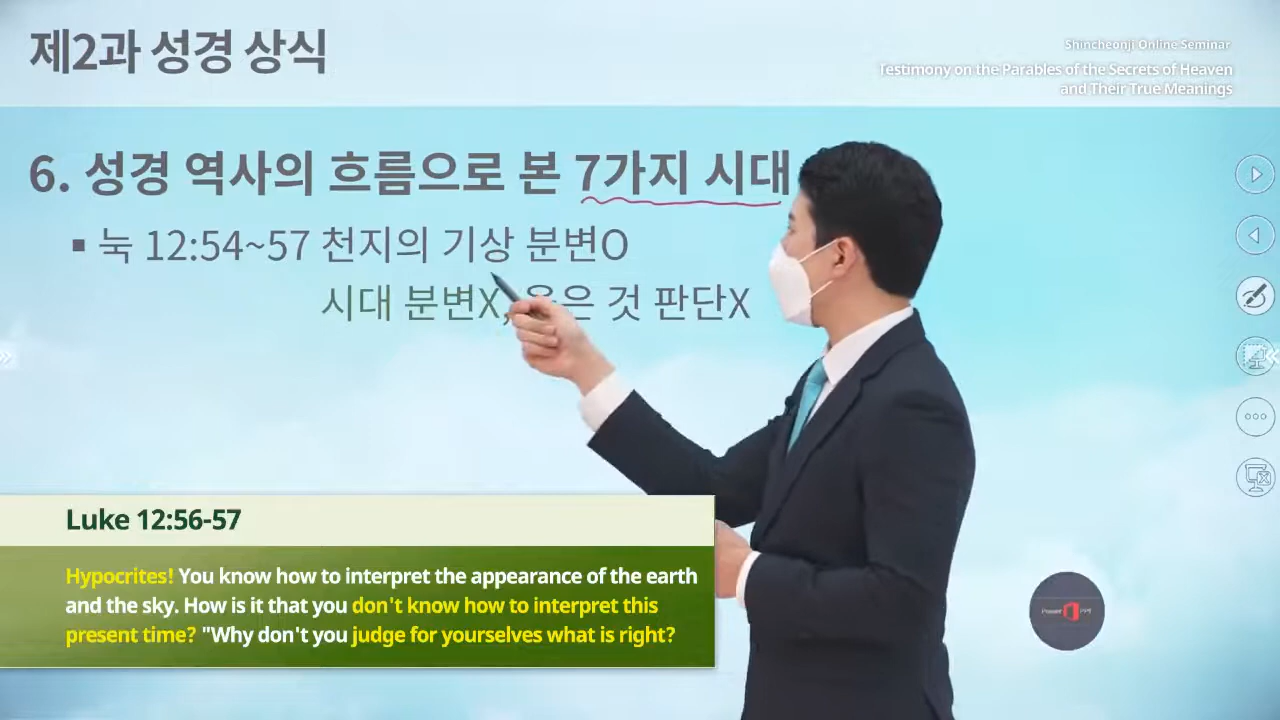 제2과 성경 상식
Shincheonji Online Seminar
Testimony on the Parables of the Secrets of Heaven
and Their True Meanings
6. 성경 역사의 흐름으로 본 7가지 시대
▪ 눅 12:54~57 천지의 기상 분변O
시대 분변X, 옳은 것 판단X
Luke 12:56-57
Hypocrites! You know how to interpret the appearance of the earth
and the sky. How is it that you don't know how to interpret this
present time? "Why don't you judge for yourselves what is right?
Power PPT